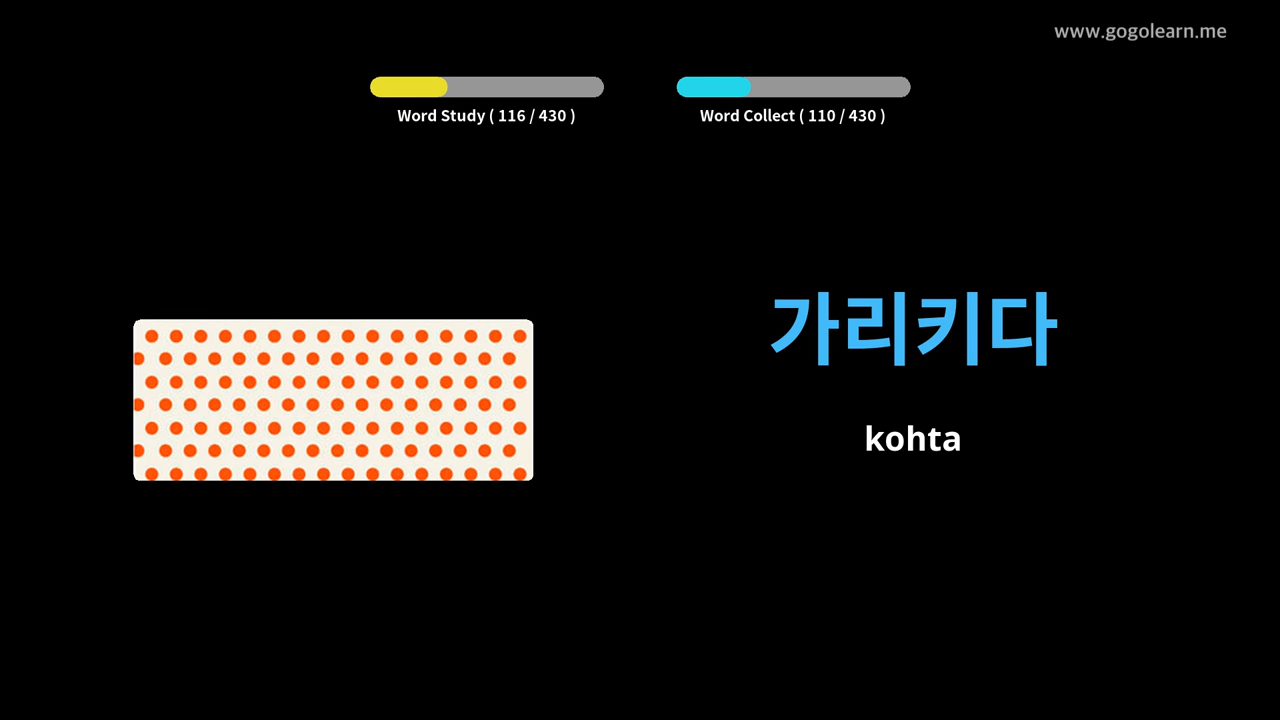 www.gogolearn.me
Word Study ( 116 / 430 )
Word Collect ( 110 / 430 )
가리키다
kohta